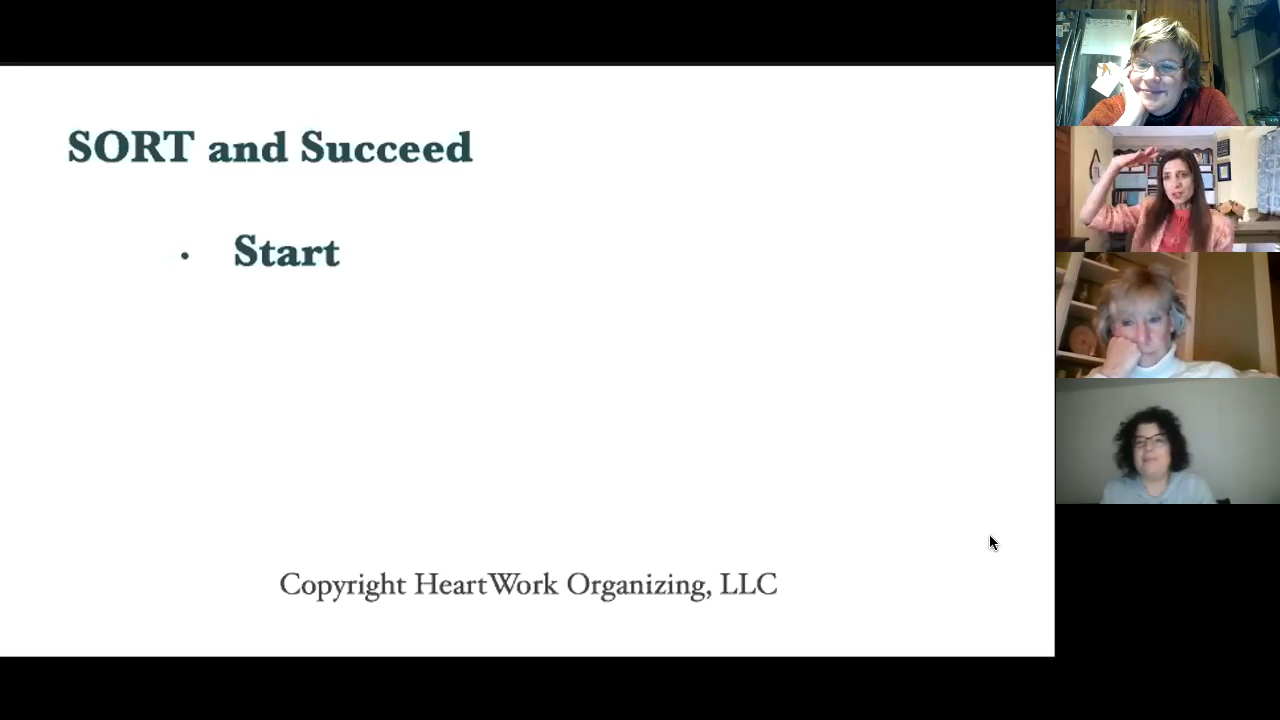 SORT and Succeed
• Start
Copyright HeartWork Organizing, LLC